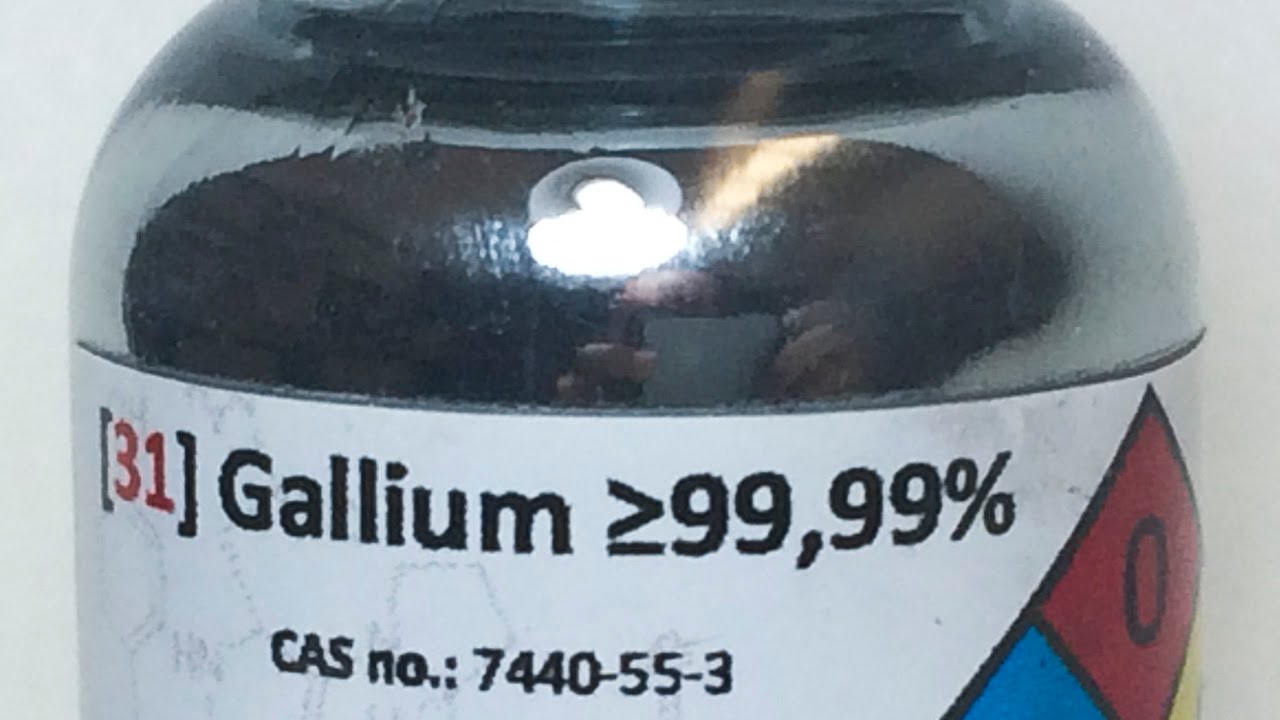 [31] Gallium ≥99,99%
0
CAS no.: 7440-55-3